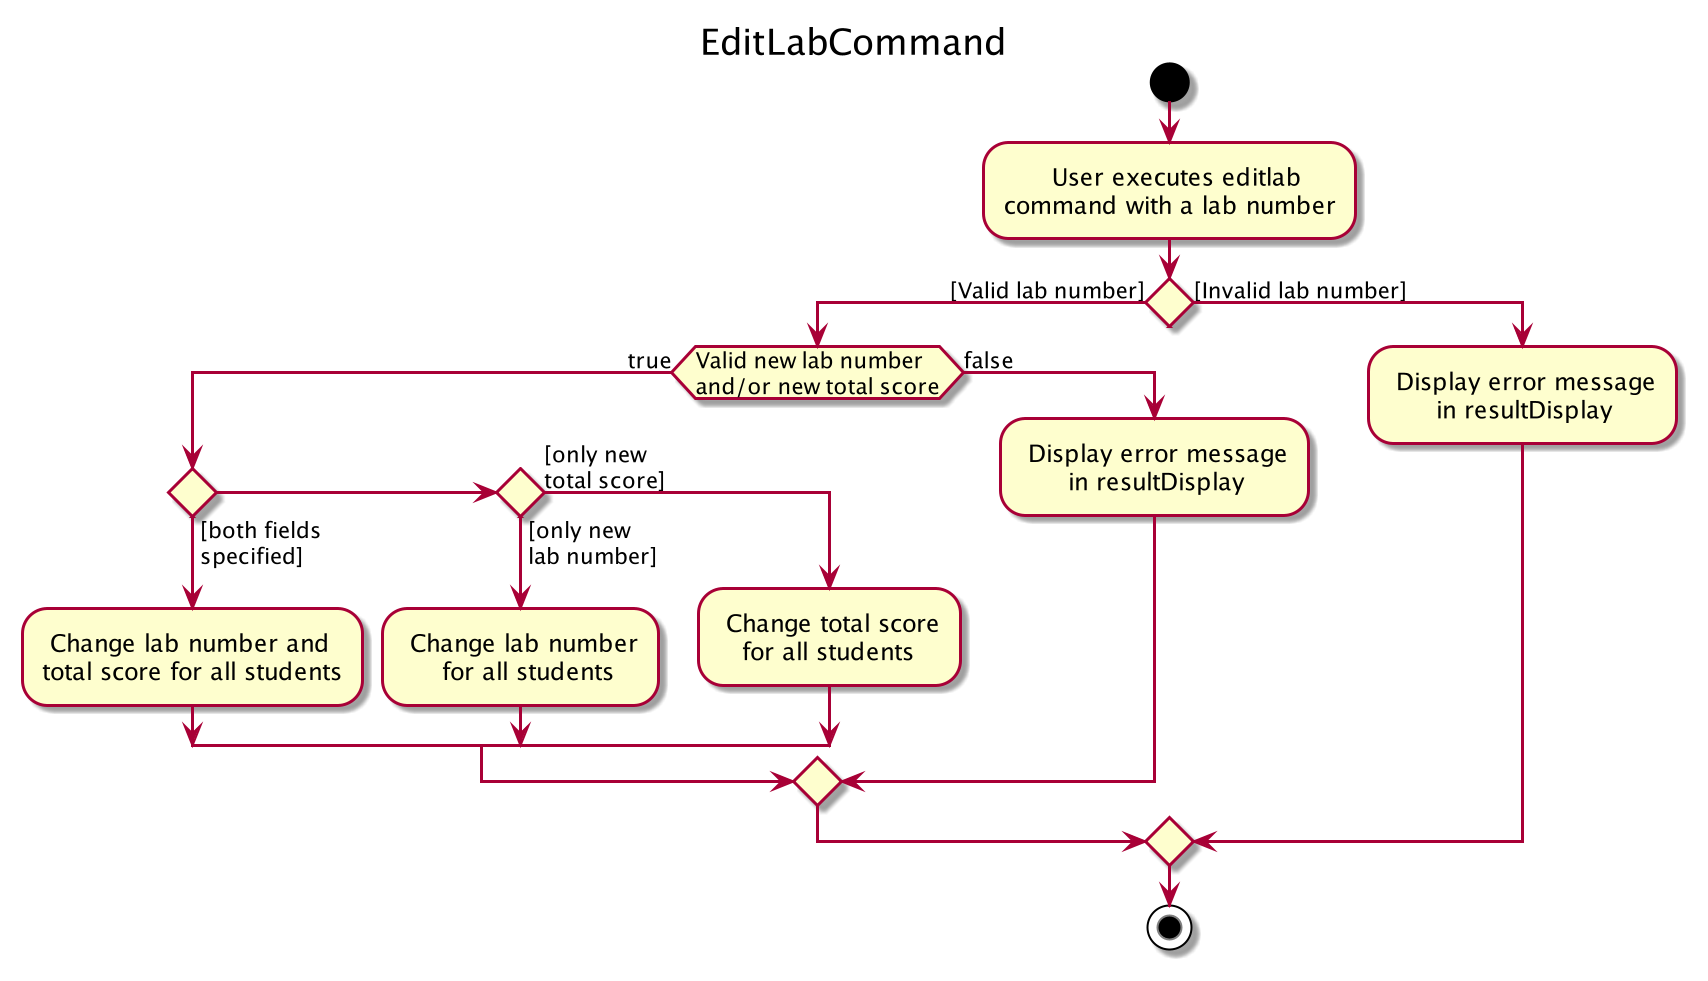 EditLabCommand
User executes editlab
command with a lab number
[Valid lab number]
[Invalid lab number]
true
Valid new lab number
and/or new total score
false
Display error message
in resultDisplay
Display error message
in resultDisplay
[only new
total score]
[both fields
specified]
[only new
lab number]
Change lab number and
total score for all students
Change lab number
for all students
Change total score
for all students